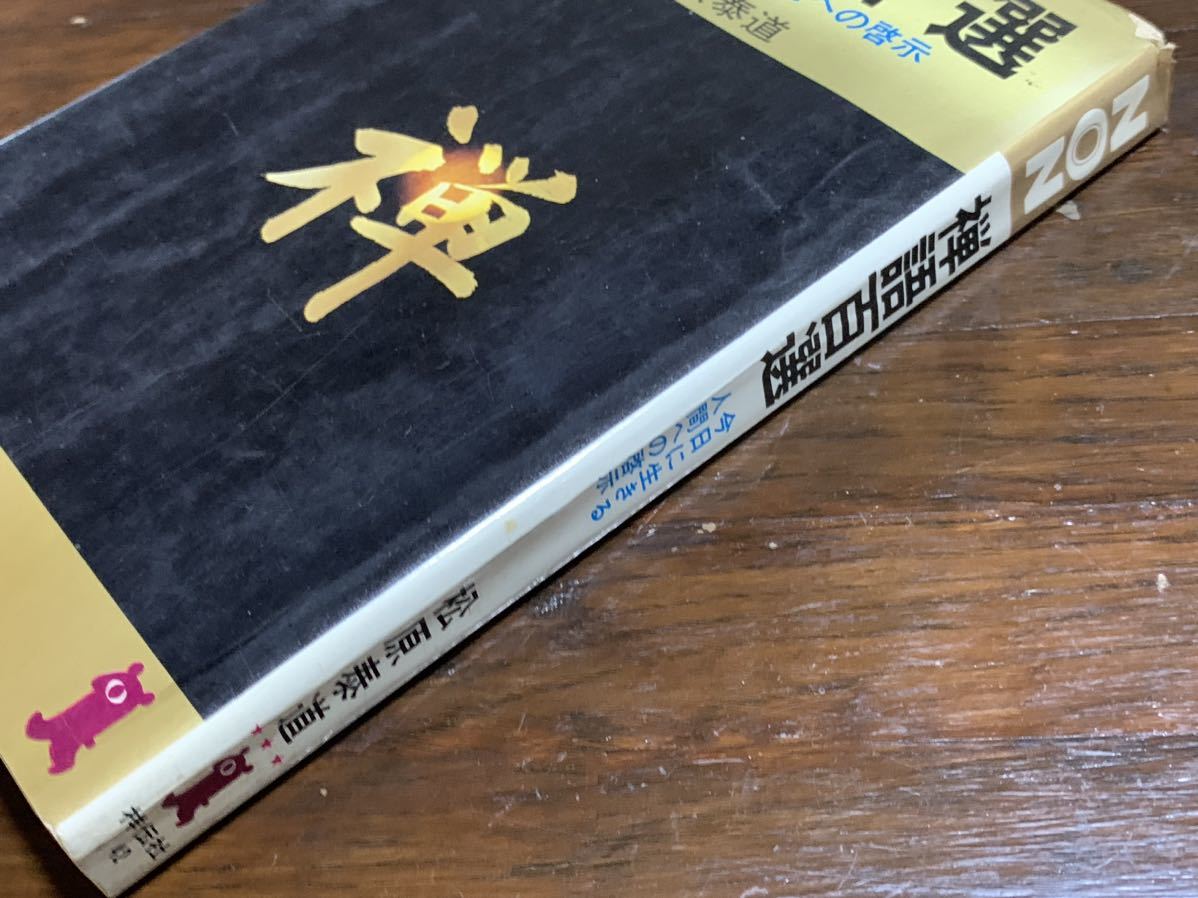 選
への啓示
泰道
禅
NON
禅語百選
今日に生きる
人間への啓示
松原泰道
祥伝社